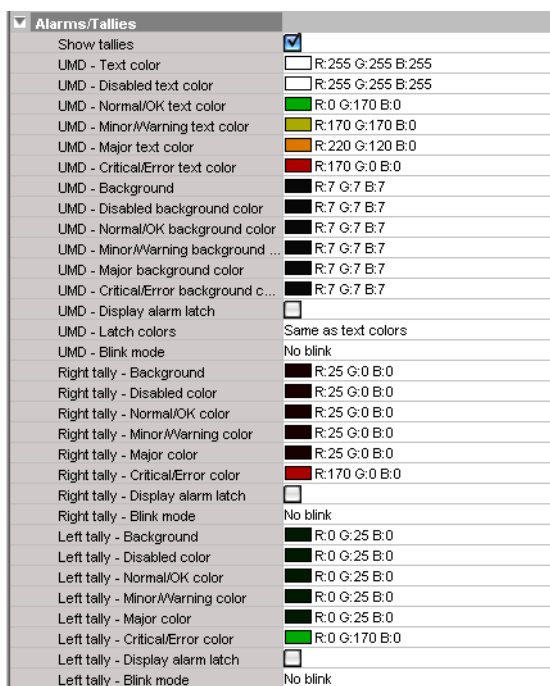 Alarms/Tallies
Show tallies
UMD - Text color R:255 G:255 B:255
UMD - Disabled text color R:255 G:255 B:255
UMD - Normal/OK text color R:0 G:170 B:0
UMD - Minor/Warning text color R:170 G:170 B:0
UMD - Major text color R:220 G:120 B:0
UMD - Critical/Error text color R:170 G:0 B:0
UMD - Background R:7 G:7 B:7
UMD - Disabled background color R:7 G:7 B:7
UMD - Normal/OK background color R:7 G:7 B:7
UMD - Minor/Warning background ... R:7 G:7 B:7
UMD - Major background color R:7 G:7 B:7
UMD - Critical/Error background c... R:7 G:7 B:7
UMD - Display alarm latch
UMD - Latch colors Same as text colors
UMD - Blink mode No blink
Right tally - Background R:25 G:0 B:0
Right tally - Disabled color R:25 G:0 B:0
Right tally - Normal/OK color R:25 G:0 B:0
Right tally - Minor/Warning color R:25 G:0 B:0
Right tally - Major color R:25 G:0 B:0
Right tally - Critical/Error color R:170 G:0 B:0
Right tally - Display alarm latch
Right tally - Blink mode No blink
Left tally - Background R:0 G:25 B:0
Left tally - Disabled color R:0 G:25 B:0
Left tally - Normal/OK color R:0 G:25 B:0
Left tally - Minor/Warning color R:0 G:25 B:0
Left tally - Major color R:0 G:25 B:0
Left tally - Critical/Error color R:0 G:170 B:0
Left tally - Display alarm latch
Left tally - Blink mode No blink